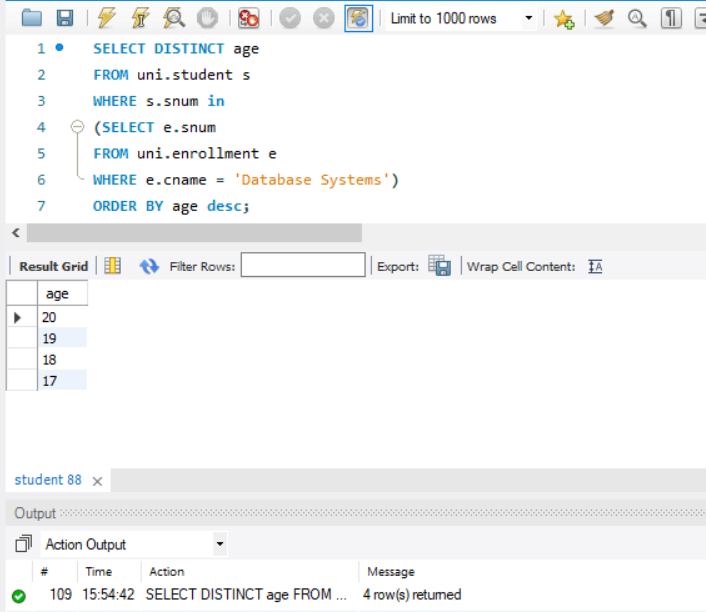 Limit to 1000 rows
1 SELECT DISTINCT age
2 FROM uni.student s
3 WHERE s.snum in
4 (SELECT e.snum
5 FROM uni.enrollment e
6 WHERE e.cname = 'Database Systems')
7 ORDER BY age desc;
Result Grid Filter Rows: Export: Wrap Cell Content: IA
age
20
19
18
17
student 88
Output
Action Output
# Time Action Message
109 15:54:42 SELECT DISTINCT age FROM ... 4 row(s) returned